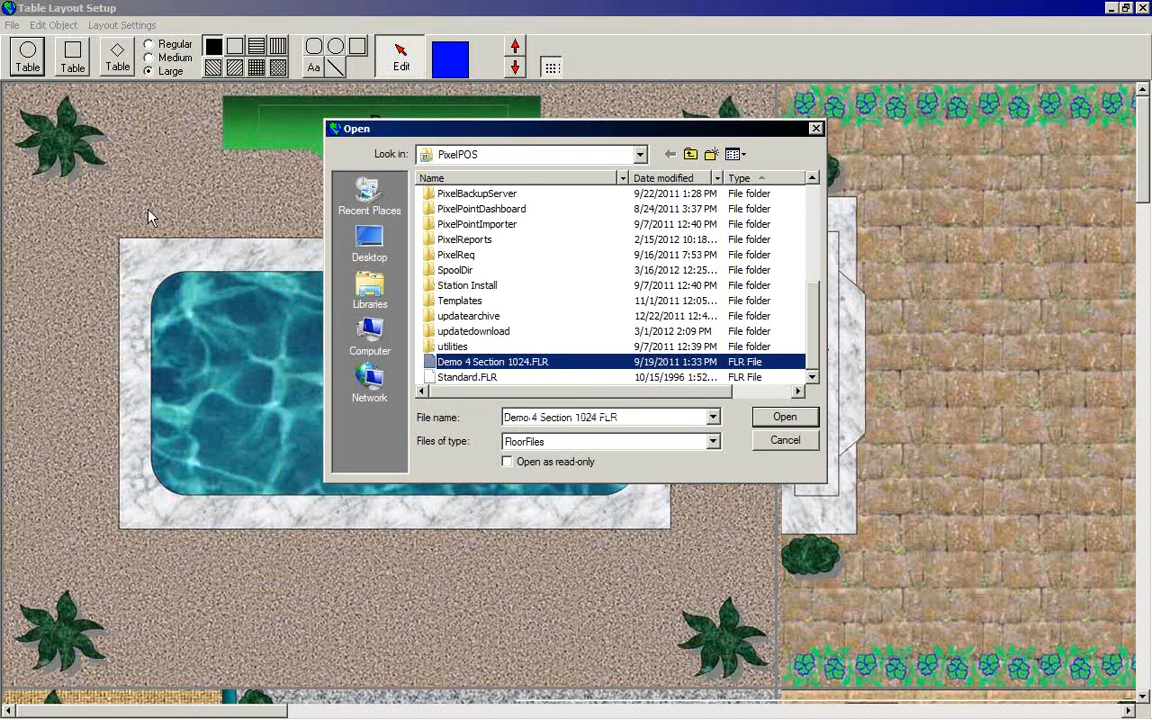 Table Layout Setup
File Edit Object Layout Settings
Table
Table
Table
Regular
Medium
Large
Aa
Edit
Open
Look in: PixelPOS
Recent Places
Desktop
Libraries
Computer
Network
Name Date modified Type
PixelBackupServer 9/22/2011 1:28 PM File folder
PixelPointDashboard 8/24/2011 3:37 PM File folder
PixelPointImporter 9/7/2011 12:40 PM File folder
PixelReports 2/15/2012 10:18... File folder
PixelReq 9/16/2011 7:53 PM File folder
SpoolDir 3/16/2012 12:25... File folder
Station Install 9/7/2011 12:40 PM File folder
Templates 11/1/2011 12:05... File folder
updatearchive 12/22/2011 12:4... File folder
updatedownload 3/1/2012 2:09 PM File folder
utilities 9/7/2011 12:39 PM File folder
Demo 4 Section 1024.FLR 9/19/2011 1:33 PM FLR File
Standard.FLR 10/15/1996 1:52... FLR File
File name: Demo 4 Section 1024.FLR Open
Files of type: FloorFiles Cancel
Open as read-only